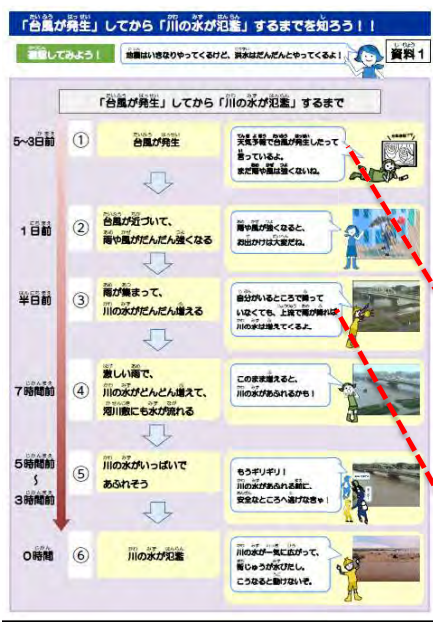 「台風が発生」してから「川の水が氾濫」するまでを知ろう！！
確認してみよう！
地震はいきなりやってくるけど、洪水はだんだんとやってくるよ！
資料１
「台風が発生」してから「川の水が氾濫」するまで
5~3日前
①
台風が発生
天気予報で台風が発生したって
言っているよ。
まだ雨や風は強くないね。
１日前
②
台風が近づいて、
雨や風がだんだん強くなる
雨や風が強くなると、
お出かけは大変だね。
半日前
③
雨が集まって、
川の水がだんだん増える
自分がいるところで降って
いなくても、上流で雨が降れば
川の水は増えてくるよ。
７時間前
④
激しい雨で、
川の水がどんどん増えて、
河川敷にも水が流れる
このまま増えると、
川の水があふれるかも！
５時間前
～
３時間前
⑤
川の水がいっぱいで
あふれそう
もうギリギリ！
川の水があふれる前に、
安全なところへ逃げなきゃ！
０時間
⑥
川の水が氾濫
川の水が一気に広がって、
街じゅうが水びたし。
こうなると動けないぞ。